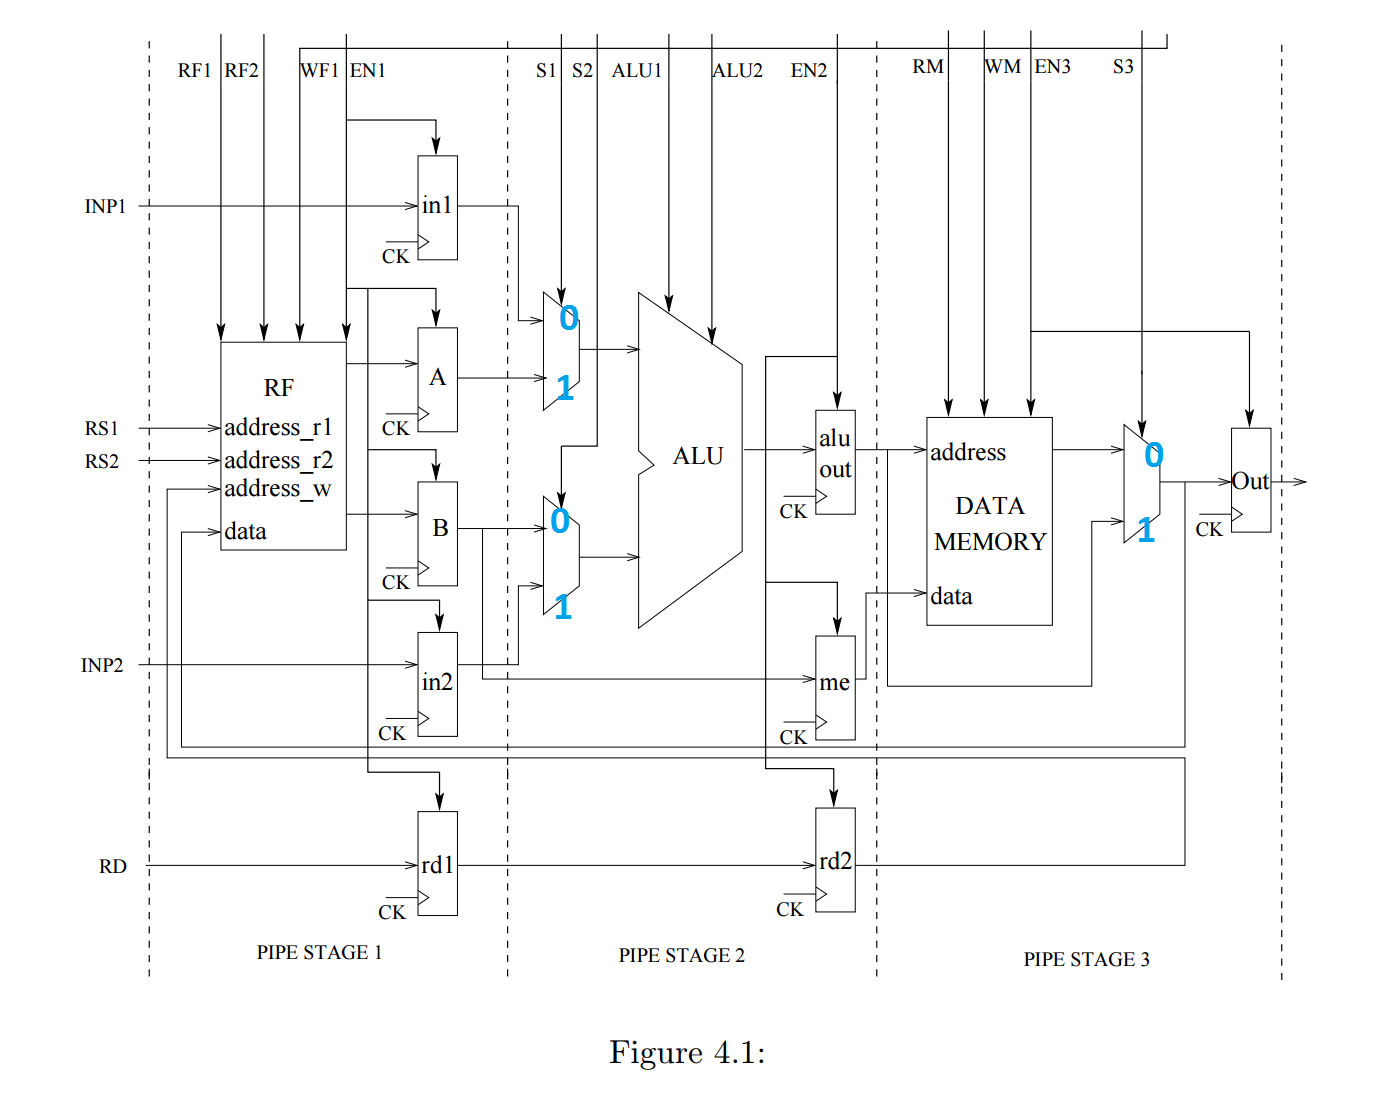 RF1 RF2 WF1 EN1 S1 S2 ALU1 ALU2 EN2 RM WM EN3 S3
INP1
in1
CK
0
1
RF
A
CK
RS1
address_r1
RS2
address_r2
address_w
data
B
CK
0
1
ALU
alu
out
CK
address
DATA
MEMORY
data
0
1
Out
CK
INP2
in2
CK
me
CK
RD
rd1
CK
rd2
CK
PIPE STAGE 1
PIPE STAGE 2
PIPE STAGE 3
Figure 4.1: